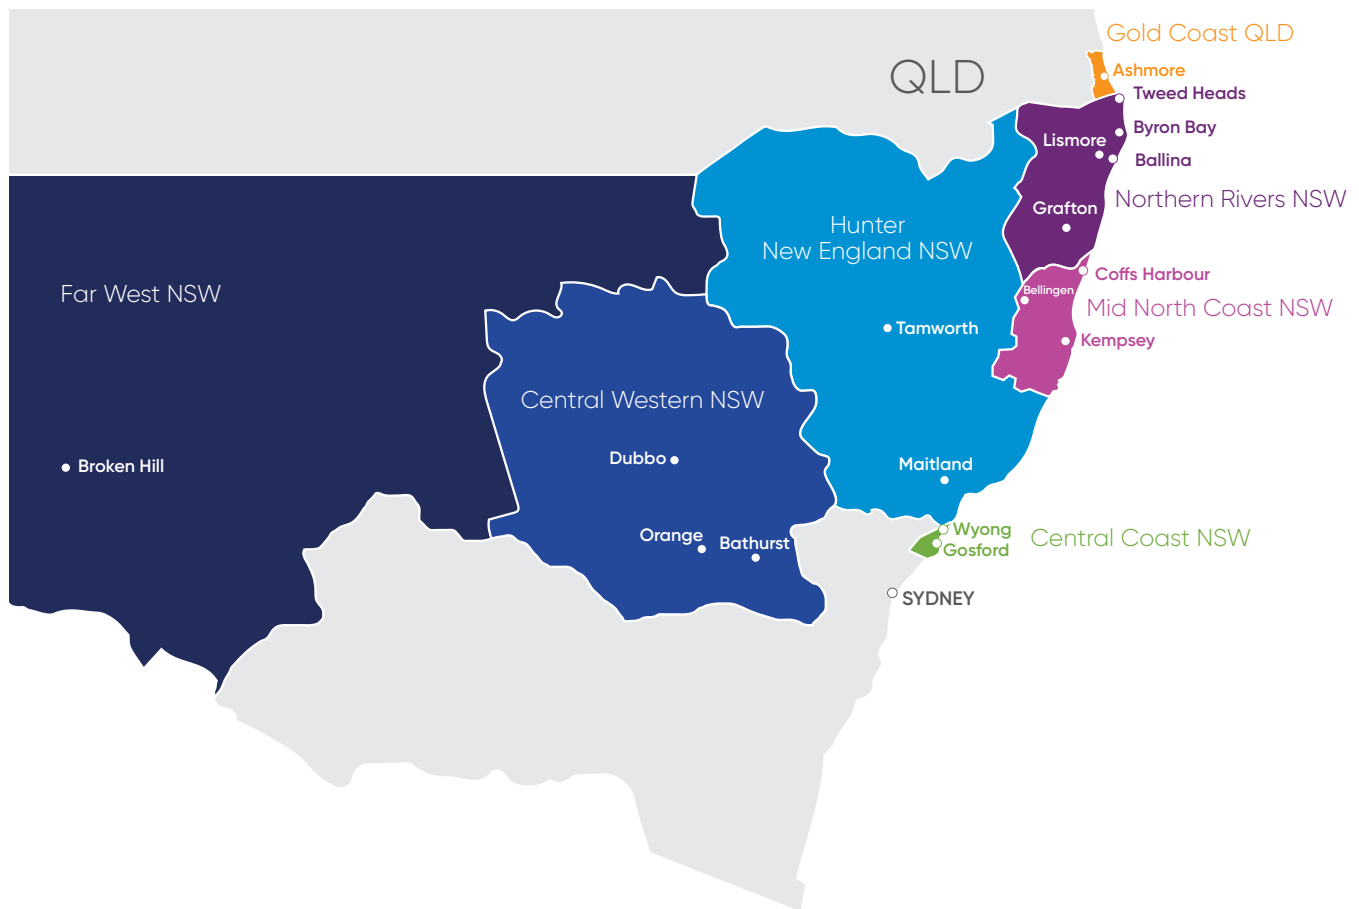 Gold Coast QLD
QLD
Ashmore
Tweed Heads
Byron Bay
Lismore
Ballina
Northern Rivers NSW
Grafton
Hunter
New England NSW
Coffs Harbour
Bellingen
Far West NSW
Mid North Coast NSW
Tamworth
Kempsey
Central Western NSW
Dubbo
Maitland
Broken Hill
Wyong
Orange
Bathurst
Central Coast NSW
Gosford
SYDNEY